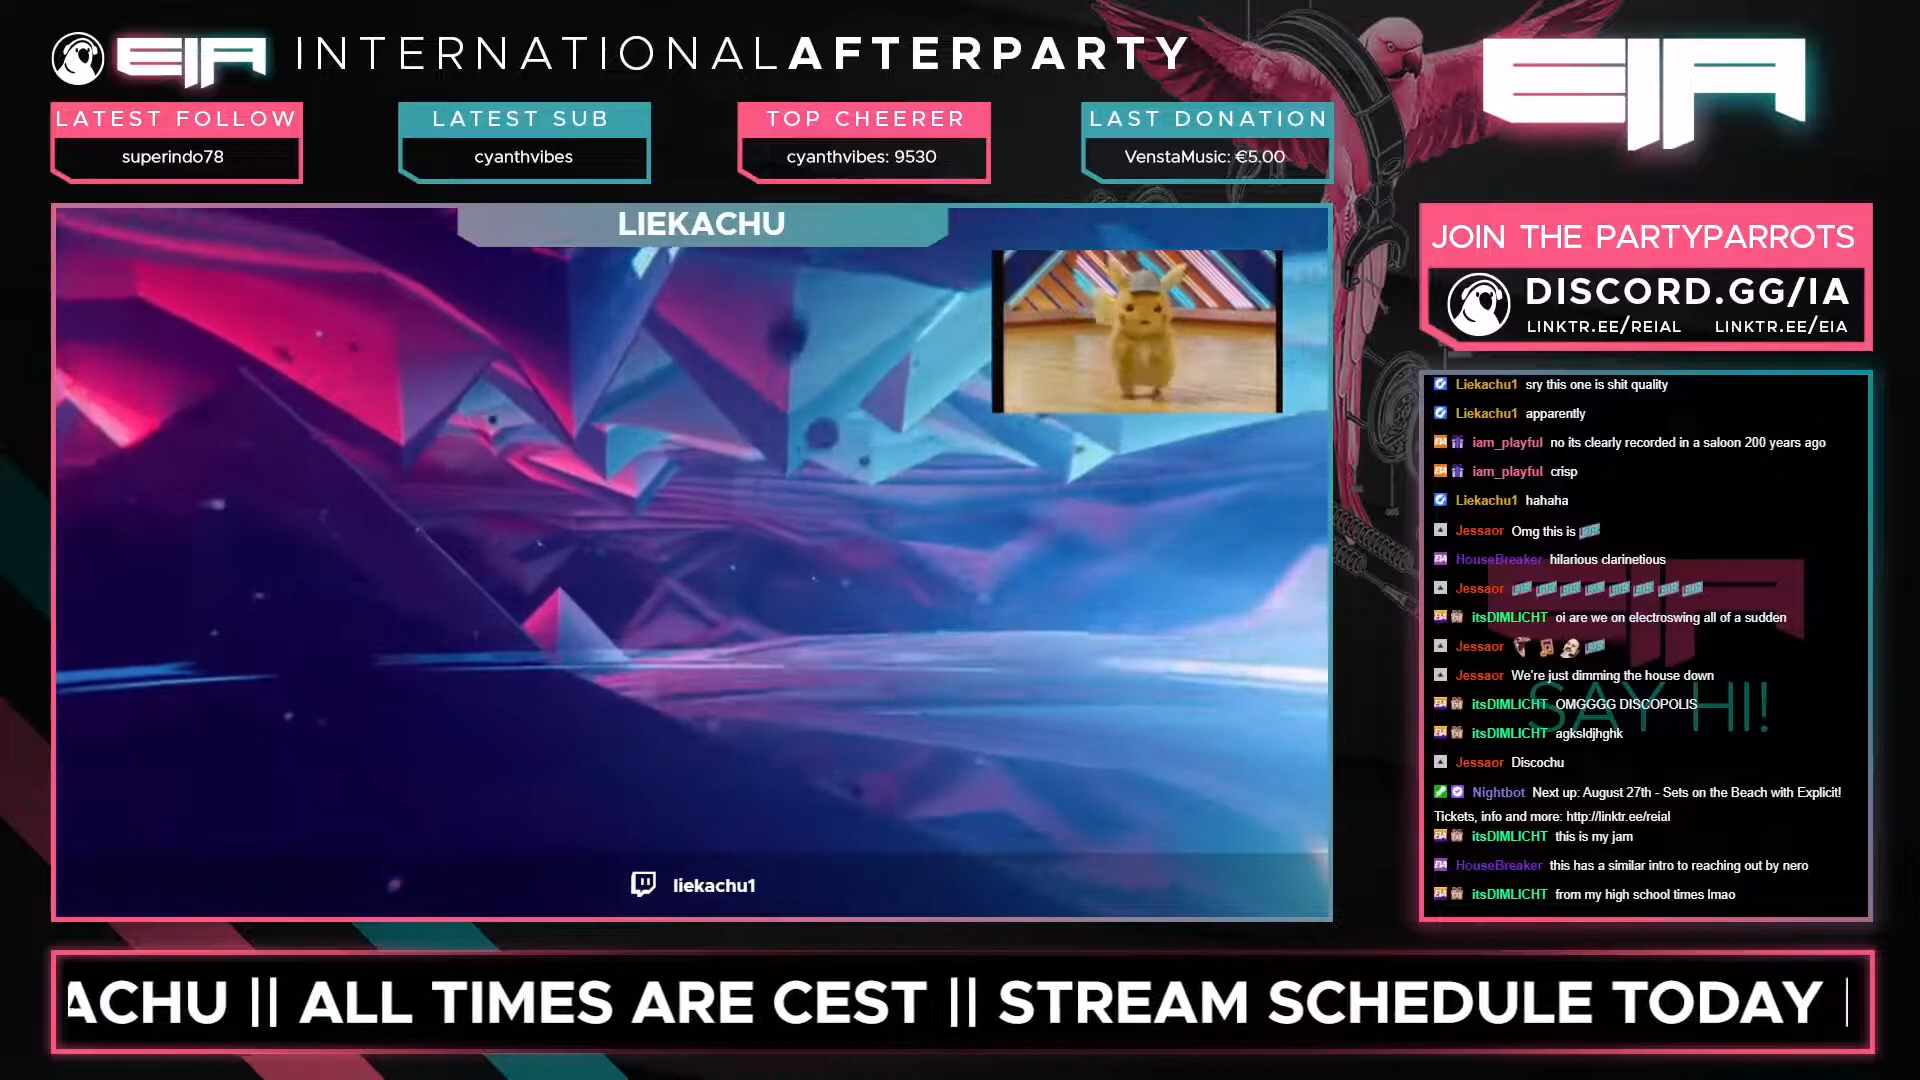 EIA INTERNATIONALAFTERPARTY
EIA
LATEST FOLLOW
superindo78
LATEST SUB
cyanthvibes
TOP CHEERER
cyanthvibes: 9530
LAST DONATION
VenstaMusic: €5.00
LIEKACHU
liekachu1
JOIN THE PARTYPARROTS
DISCORD.GG/IA
LINKTR.EE/REIAL LINKTR.EE/EIA
Liekachu1 sry this one is shit quality
Liekachu1 apparently
iam_playful no its clearly recorded in a saloon 200 years ago
iam_playful crisp
Liekachu1 hahaha
Jessaor Omg this is
HouseBreaker hilarious clarinetious
Jessaor
itsDIMLICHT oi are we on electroswing all of a sudden
Jessaor
Jessaor We're just dimming the house down
itsDIMLICHT OMGGGG DISCOPOLIS
itsDIMLICHT agksldjhghk
Jessaor Discochu
Nightbot Next up: August 27th - Sets on the Beach with Explicit!
Tickets, info and more: http://linktr.ee/reial
itsDIMLICHT this is my jam
HouseBreaker this has a similar intro to reaching out by nero
itsDIMLICHT from my high school times lmao
EIA
SAY HI!
ACHU || ALL TIMES ARE CEST || STREAM SCHEDULE TODAY |